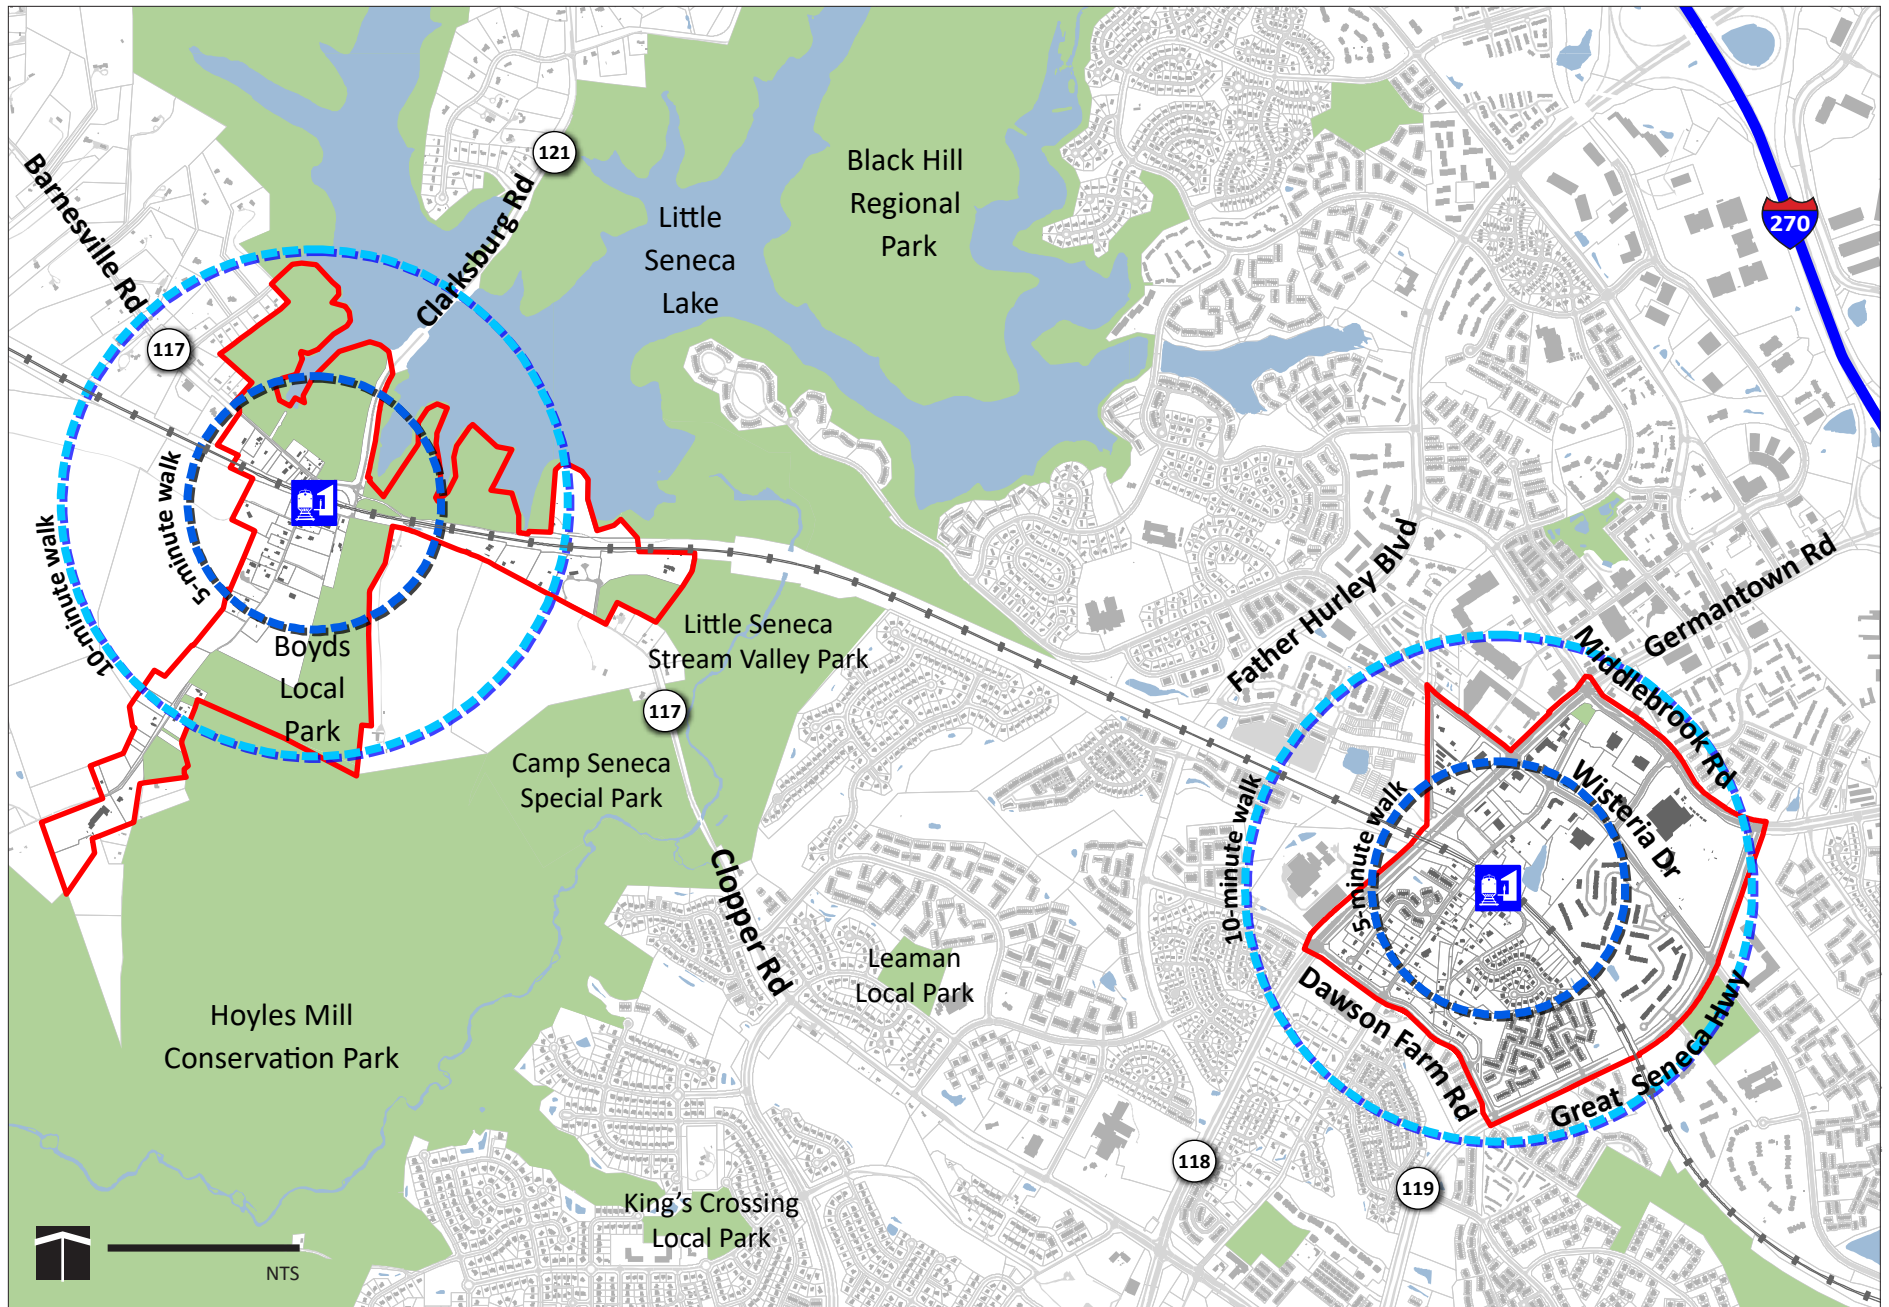 121
Black Hill
Regional
Park
Little
Seneca
Lake
Barnesville Rd
Clarksburg Rd
270
117
5-minute walk
10-minute walk
Father Hurley Blvd
Germantown Rd
Middlebrook Rd
Little Seneca
Stream Valley Park
Boyds
Local
Park
117
Camp Seneca
Special Park
Wisteria Dr
5-minute walk
10-minute walk
Clopper Rd
Leaman
Local Park
Dawson Farm Rd
Great Seneca Hwy
Hoyles Mill
Conservation Park
118
119
King's Crossing
Local Park
NTS